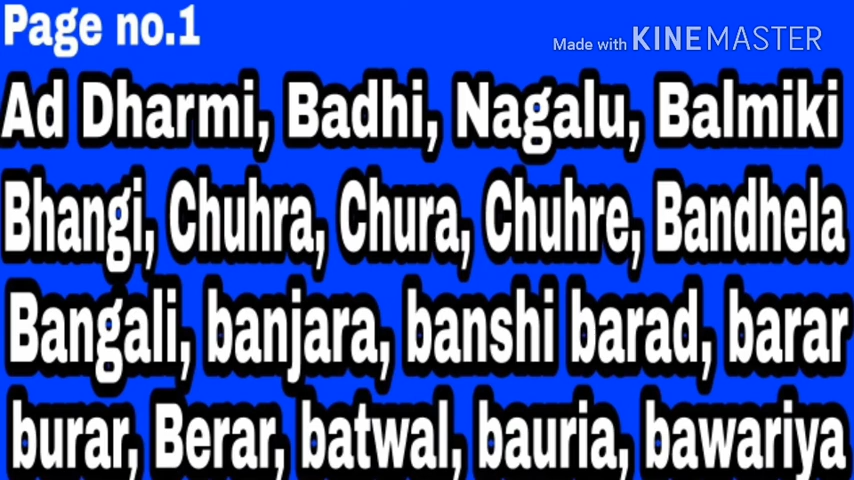 Page no.1
Made with KINEMASTER
Ad Dharmi, Badhi, Nagalu, Balmiki
Bhangi, Chuhra, Chura, Chuhre, Bandhela
Bangali, banjara, banshi barad, barar
burar, Berar, batwal, bauria, bawariya